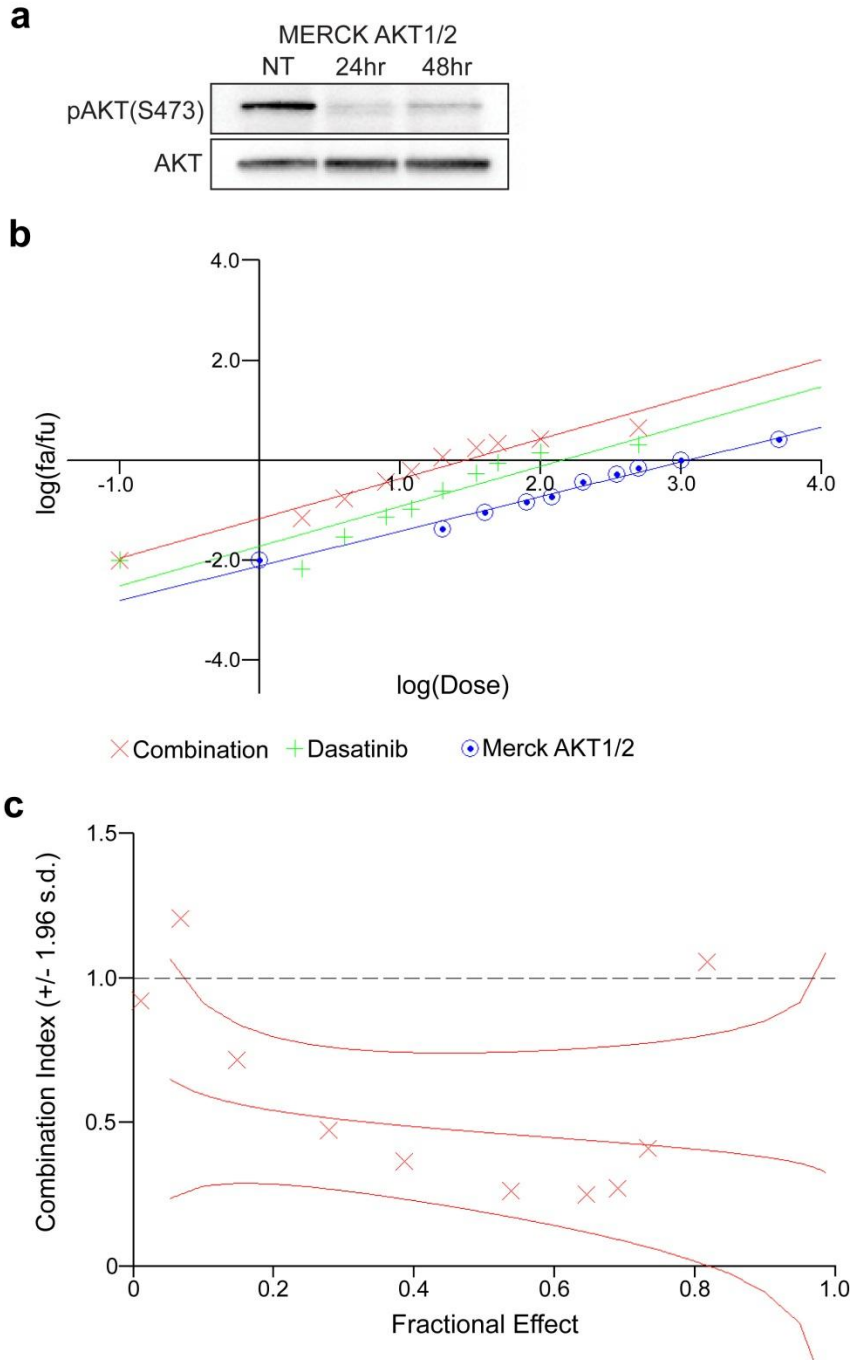 a
MERCK AKT1/2
NT 24hr 48hr
pAKT(S473)
AKT
b
4.0
2.0
log(fa/fu)
-1.0 1.0 2.0 3.0 4.0
-2.0
-4.0
log(Dose)
Combination Dasatinib Merck AKT1/2
c
1.5
Combination Index (+/- 1.96 s.d.)
1.0
0.5
0
0 0.2 0.4 0.6 0.8 1.0
Fractional Effect